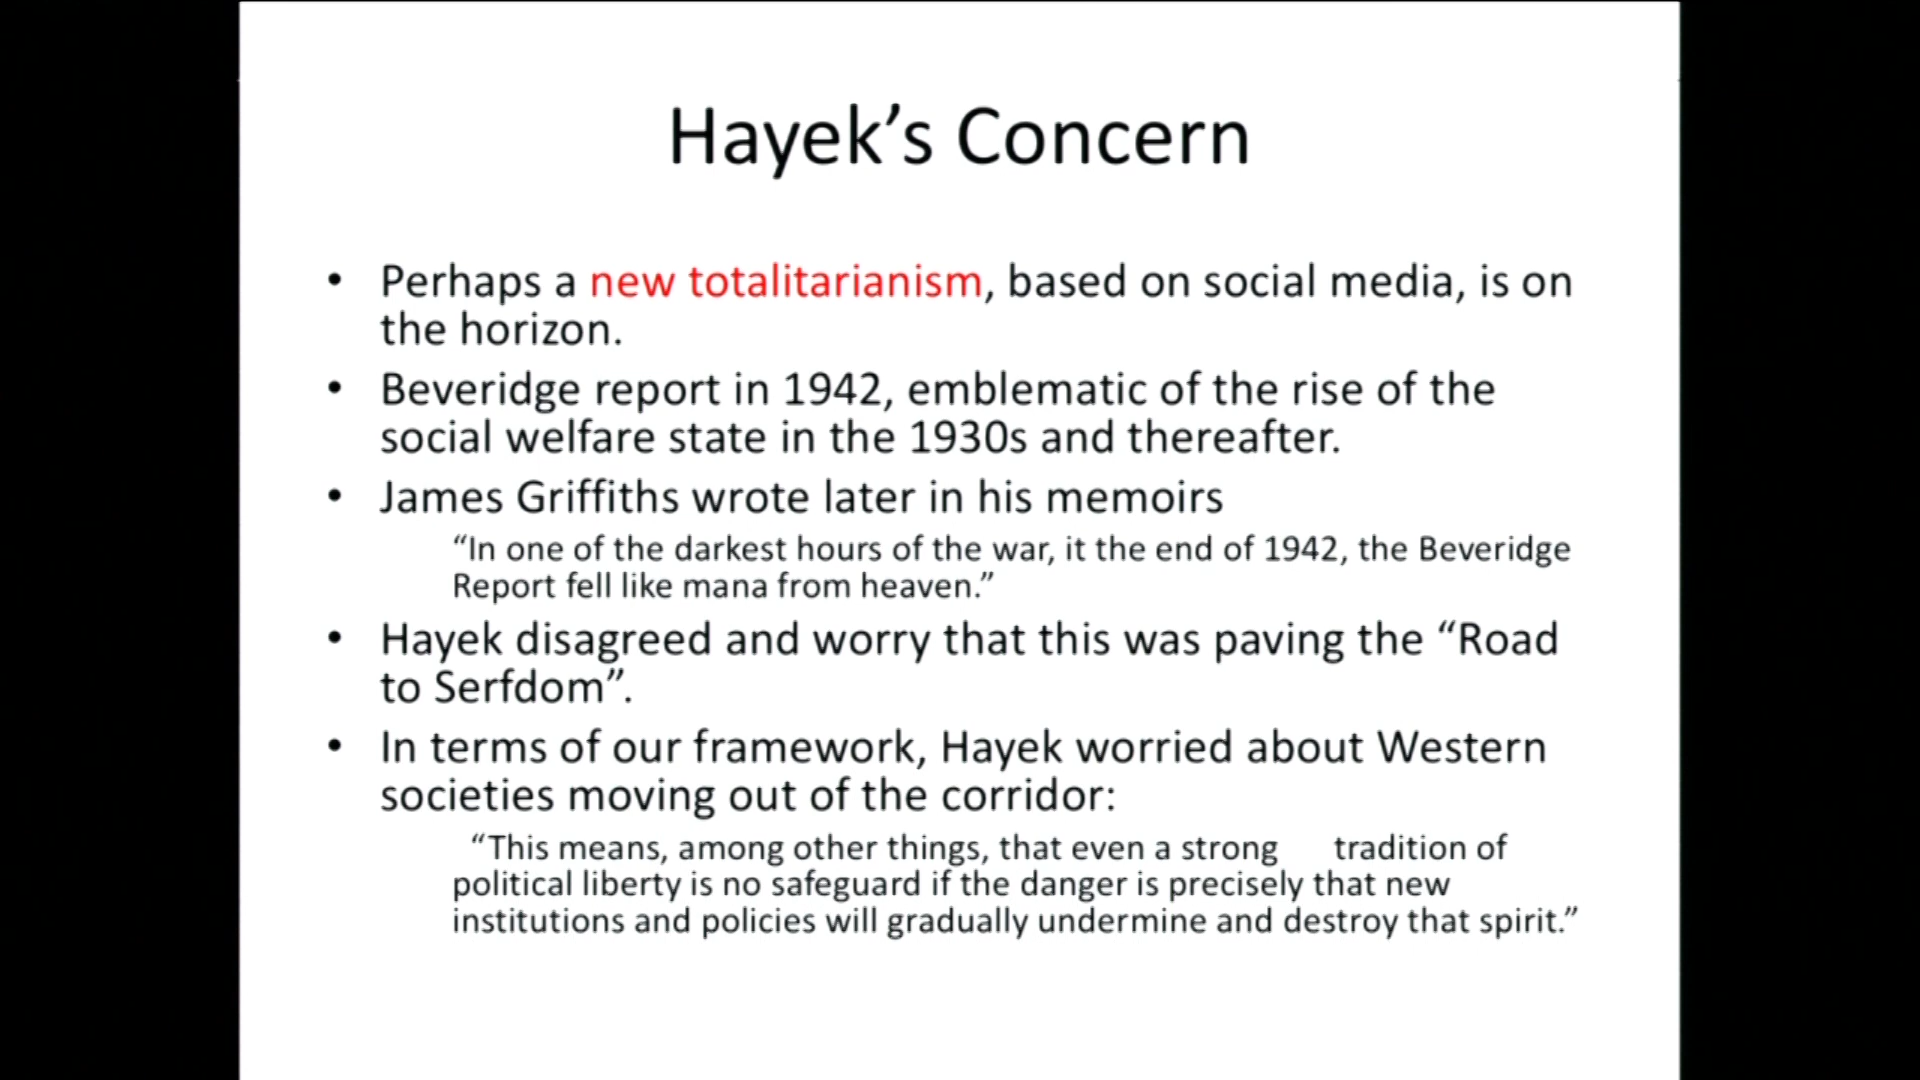 Hayek’s Concern
• Perhaps a new totalitarianism, based on social media, is on
the horizon.
• Beveridge report in 1942, emblematic of the rise of the
social welfare state in the 1930s and thereafter.
• James Griffiths wrote later in his memoirs
“In one of the darkest hours of the war, it the end of 1942, the Beveridge
Report fell like mana from heaven.”
• Hayek disagreed and worry that this was paving the “Road
to Serfdom”.
• In terms of our framework, Hayek worried about Western
societies moving out of the corridor:
“This means, among other things, that even a strong tradition of
political liberty is no safeguard if the danger is precisely that new
institutions and policies will gradually undermine and destroy that spirit.”